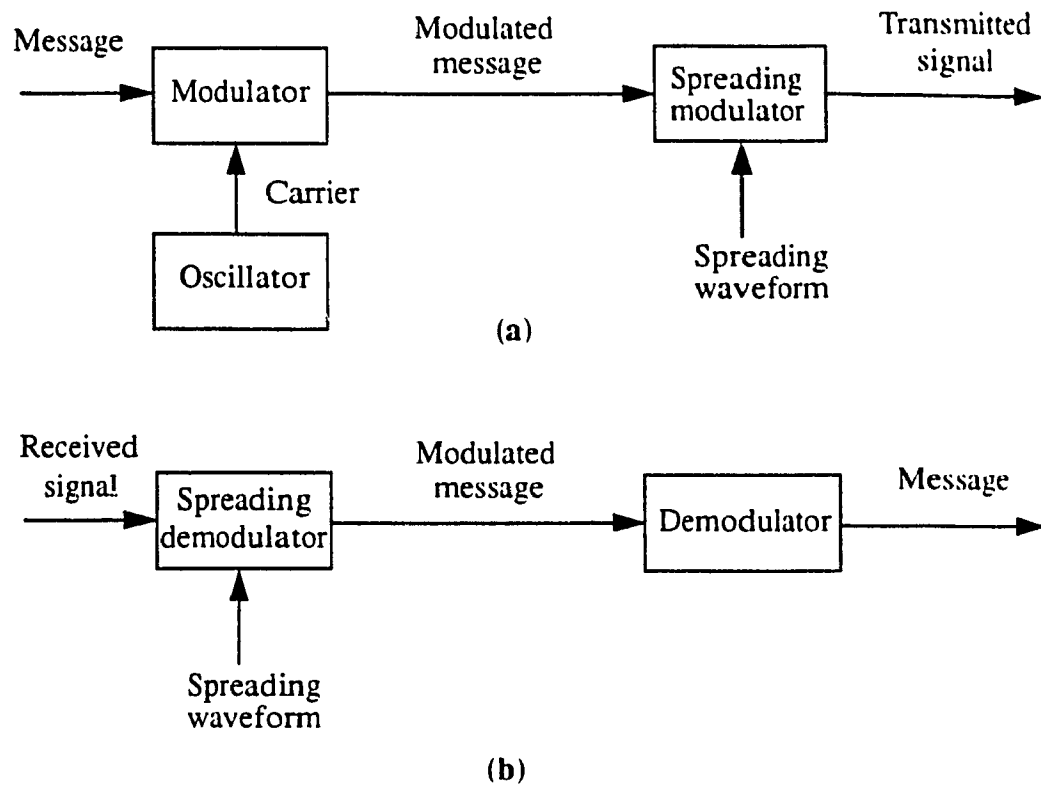 Message
Modulated
message
Transmitted
signal
Modulator
Spreading
modulator
Carrier
Oscillator
Spreading
waveform
(a)
Received
signal
Modulated
message
Message
Spreading
demodulator
Demodulator
Spreading
waveform
(b)